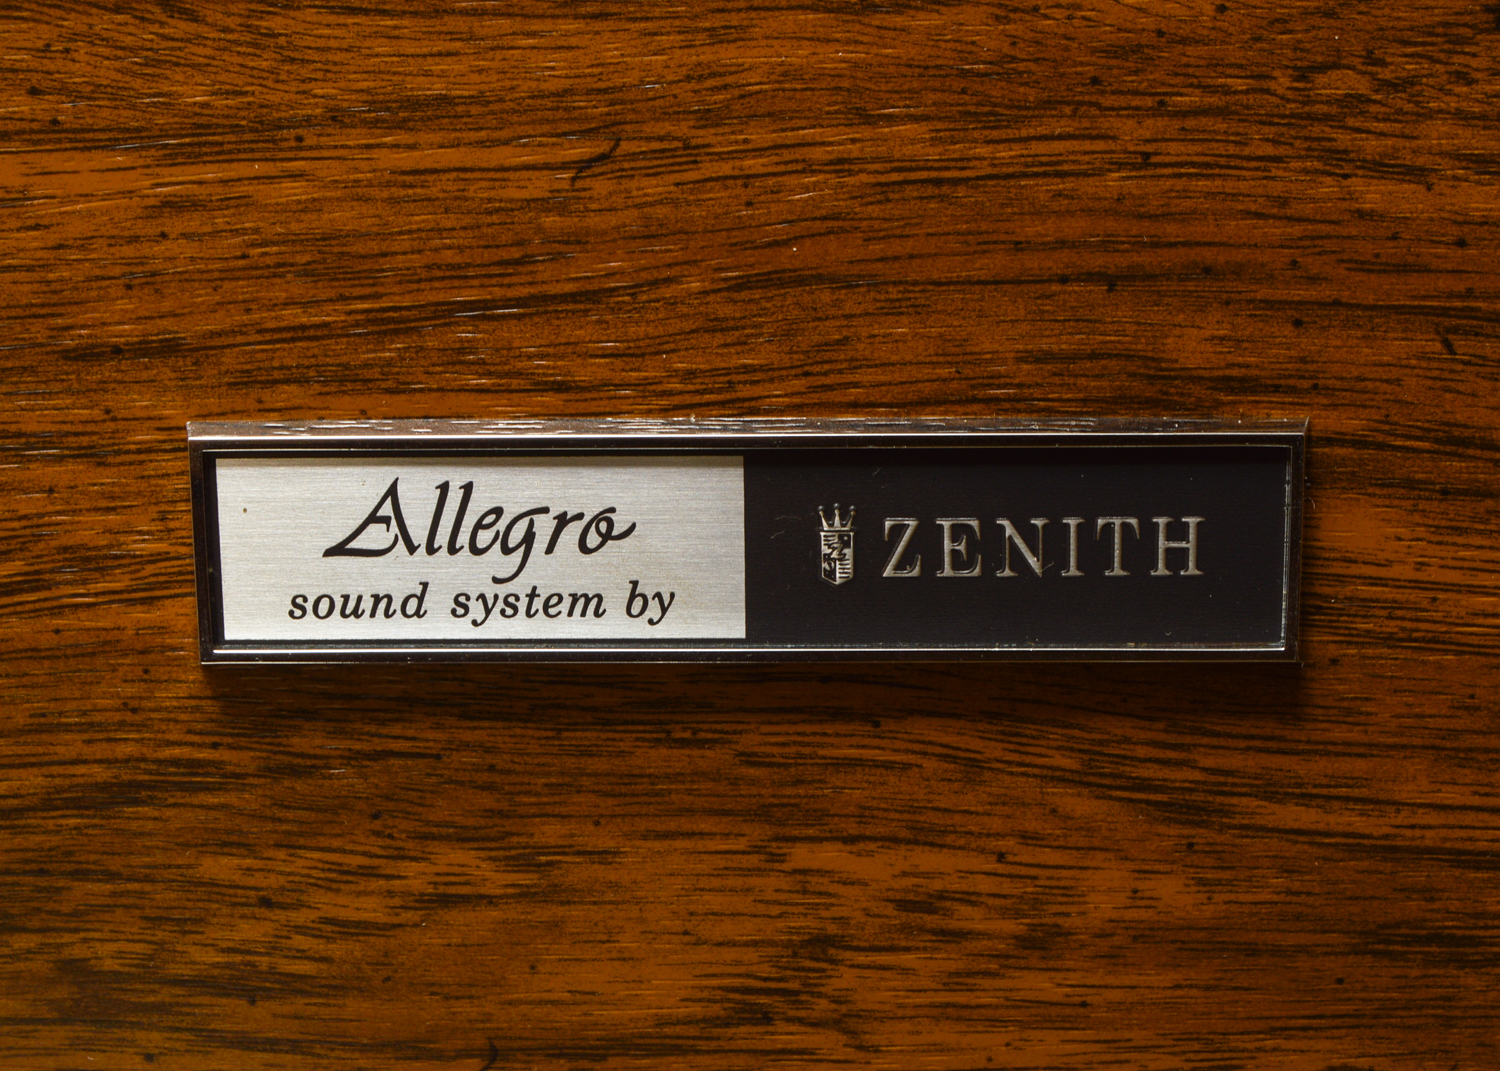 Allegro
sound system by
ZENITH